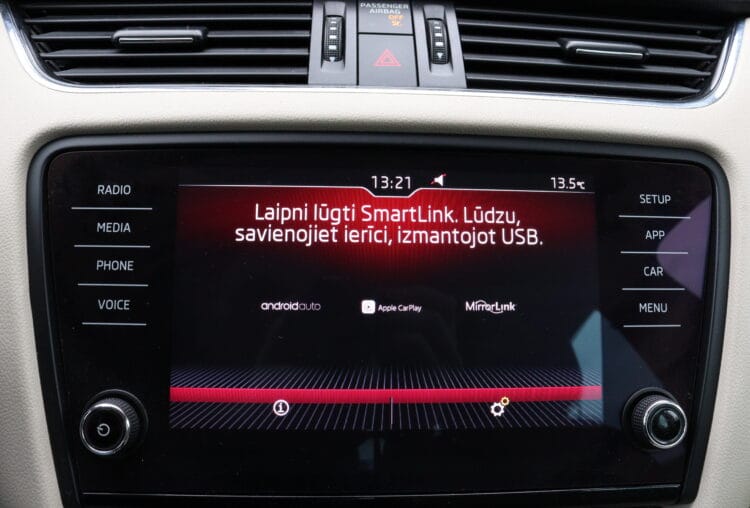 PASSENGER
AIRBAG
OFF
13:21
13.5°C
RADIO
MEDIA
PHONE
VOICE
Laipni lūgti SmartLink. Lūdzu,
savienojiet ierīci, izmantojot USB.
androidauto
Apple CarPlay
MirrorLink
SETUP
APP
CAR
MENU